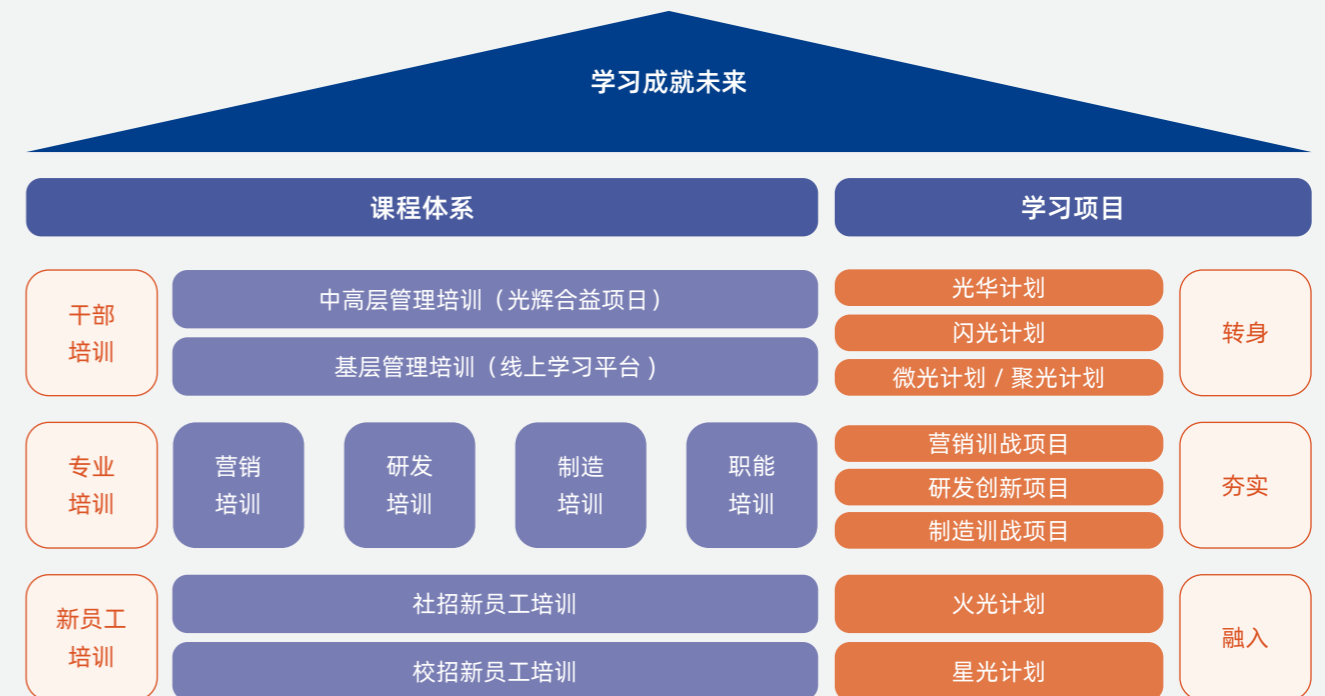 学习成就未来
课程体系
学习项目
干部
培训
中高层管理培训（光辉合益项日）
基层管理培训（线上学习平台）
光华计划
闪光计划
微光计划 / 聚光计划
转身
专业
培训
营销
培训
研发
培训
制造
培训
职能
培训
营销训战项目
研发创新项目
制造训战项目
夯实
新员工
培训
社招新员工培训
校招新员工培训
火光计划
星光计划
融入